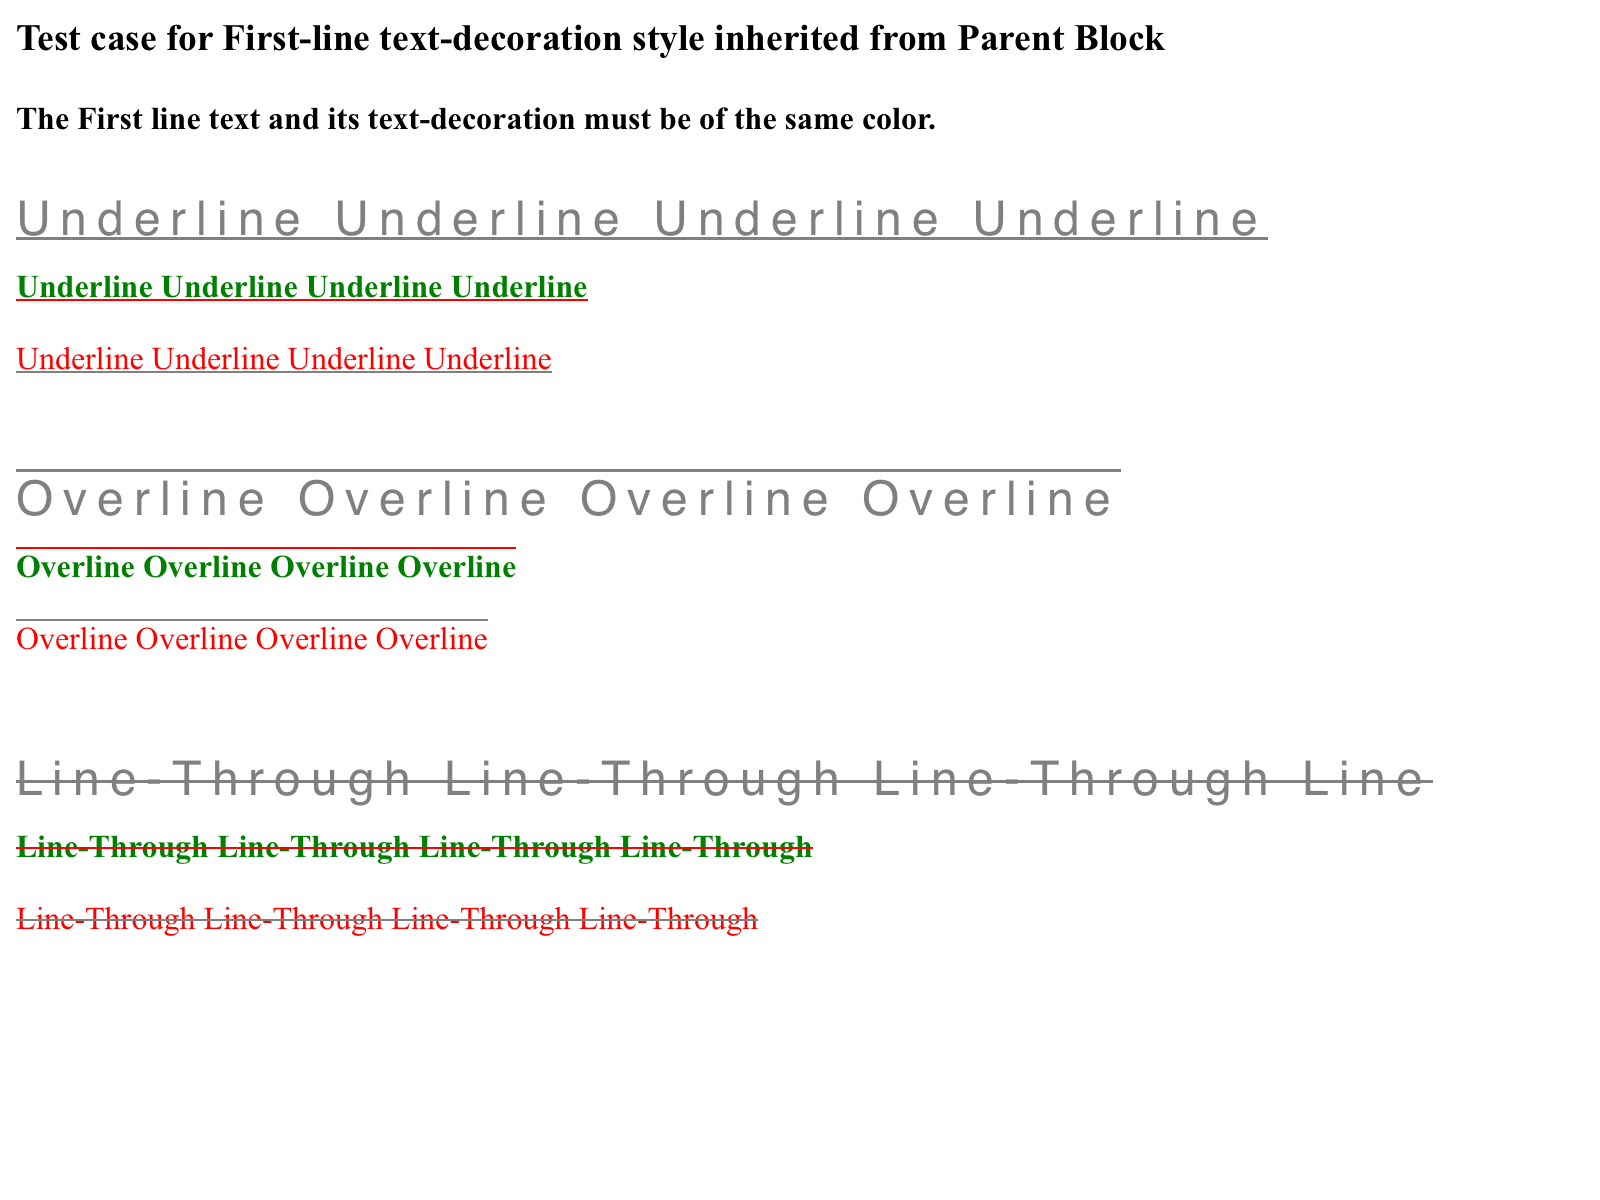 Test case for First-line text-decoration style inherited from Parent Block
The First line text and its text-decoration must be of the same color.
Underline Underline Underline Underline
Underline Underline Underline Underline
Underline Underline Underline Underline
Overline Overline Overline Overline
Overline Overline Overline Overline
Overline Overline Overline Overline
Line-Through Line-Through Line-Through Line
Line-Through Line-Through Line-Through Line-Through
Line-Through Line-Through Line-Through Line-Through